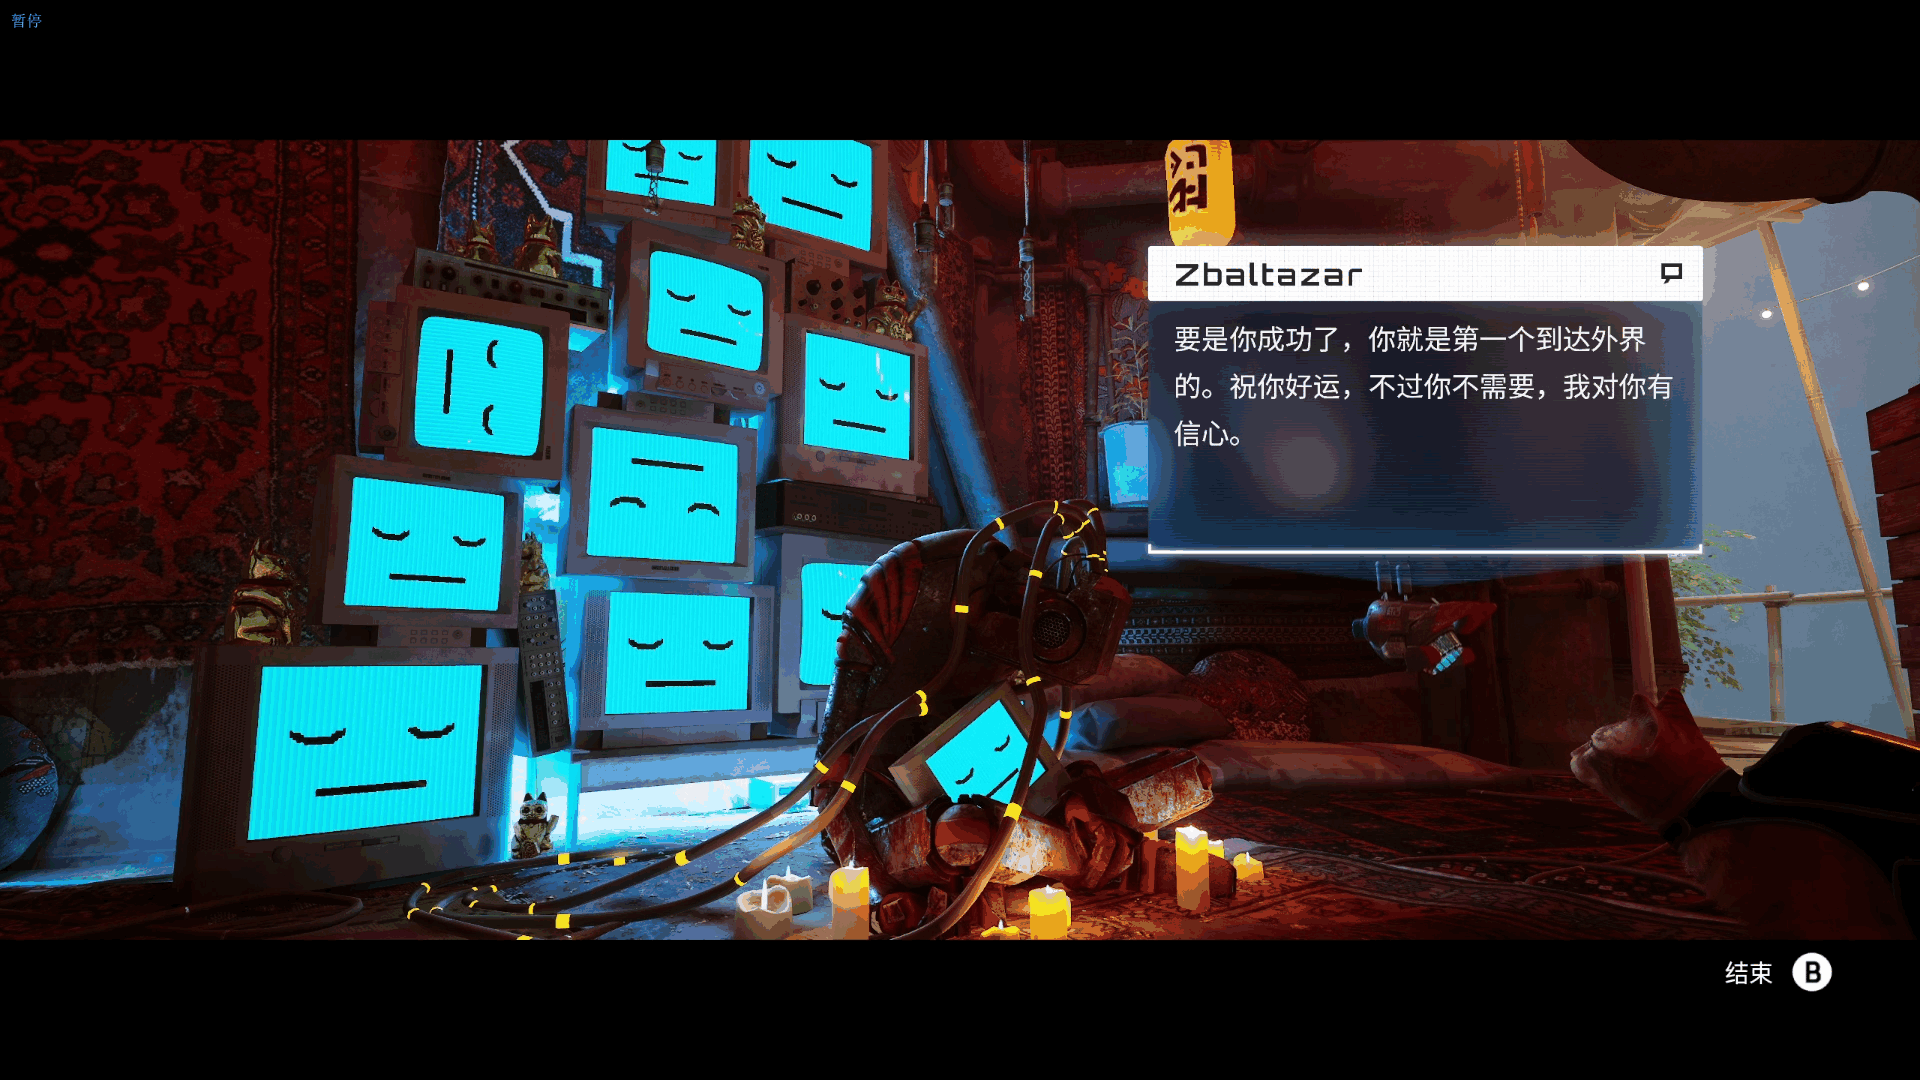 暂停
Zbaltazar
要是你成功了，你就是第一个到达外界
的。祝你好运，不过你不需要，我对你有
信心。
结束 B